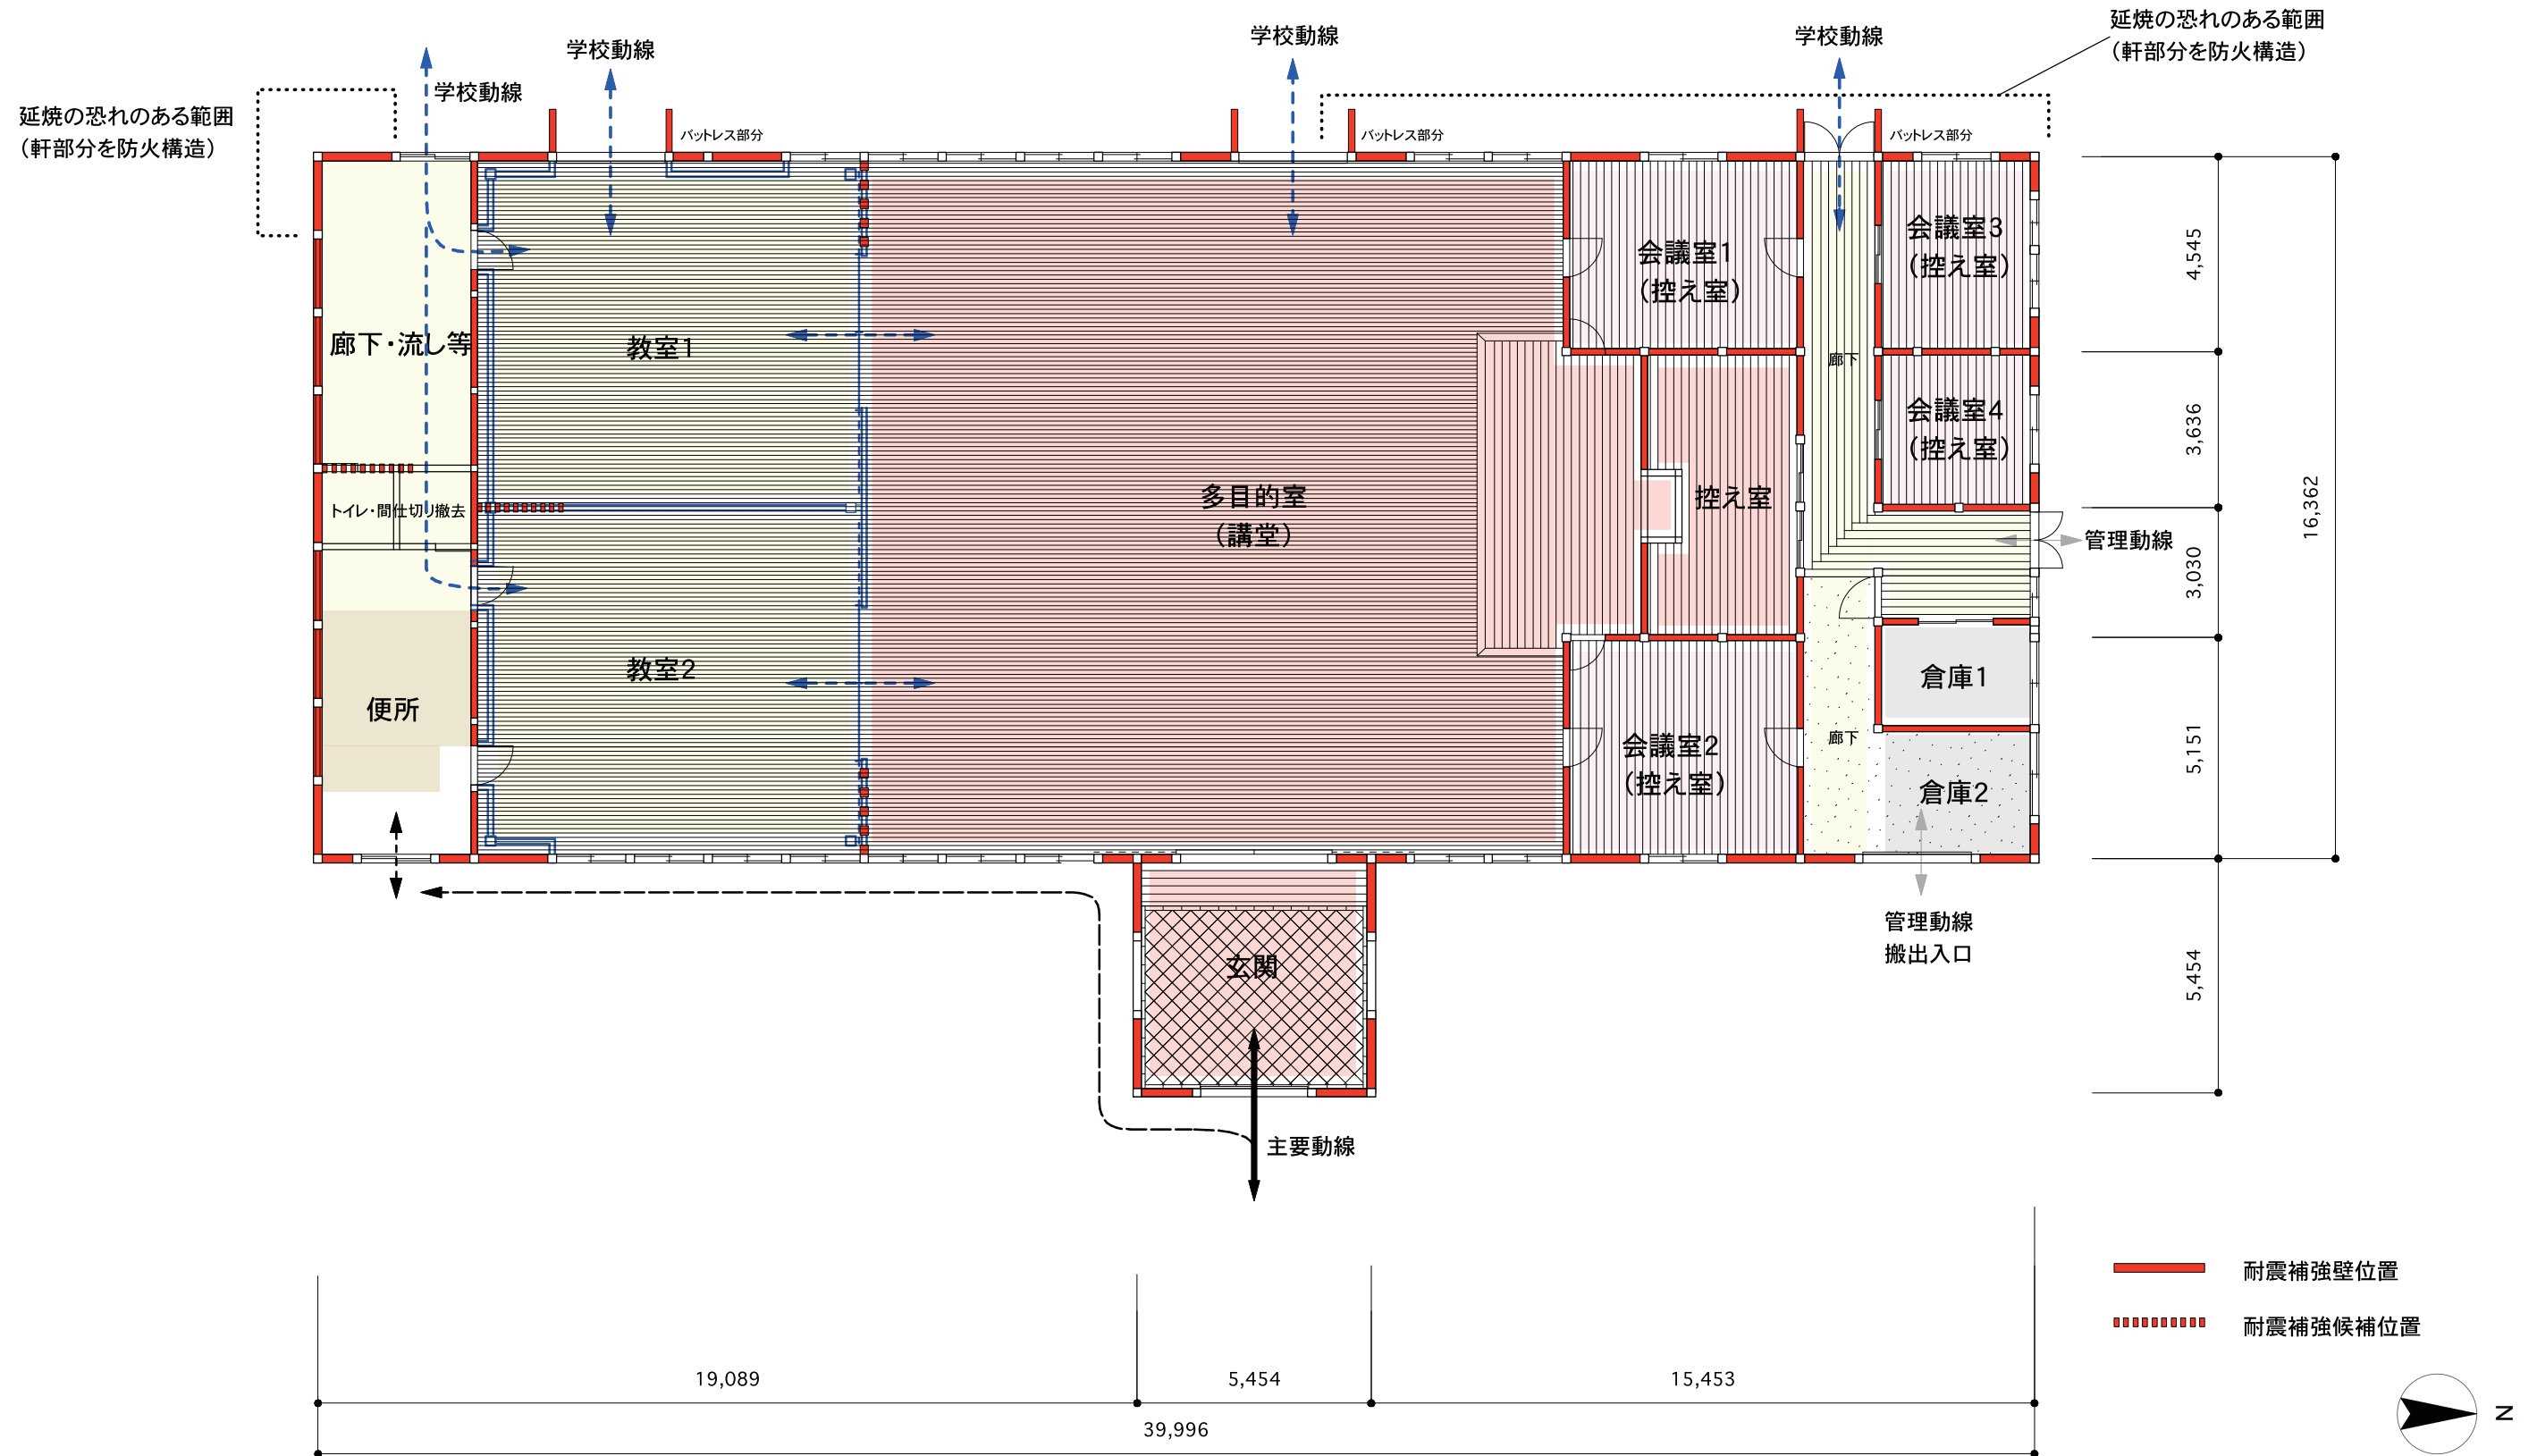 延焼の恐れのある範囲
（軒部分を防火構造）
学校動線
学校動線
学校動線
学校動線
延焼の恐れのある範囲
（軒部分を防火構造）
バットレス部分
バットレス部分
バットレス部分
会議室1
（控え室）
会議室3
（控え室）
4,545
廊下・流し等
教室1
廊下
会議室4
（控え室）
3,636
多目的室
（講堂）
控え室
トイレ・間仕切り撤去
16,362
管理動線
3,030
教室2
倉庫1
便所
会議室2
（控え室）
廊下
倉庫2
5,151
管理動線
搬出入口
玄関
5,454
主要動線
耐震補強壁位置
耐震補強候補位置
19,089
5,454
15,453
39,996
N